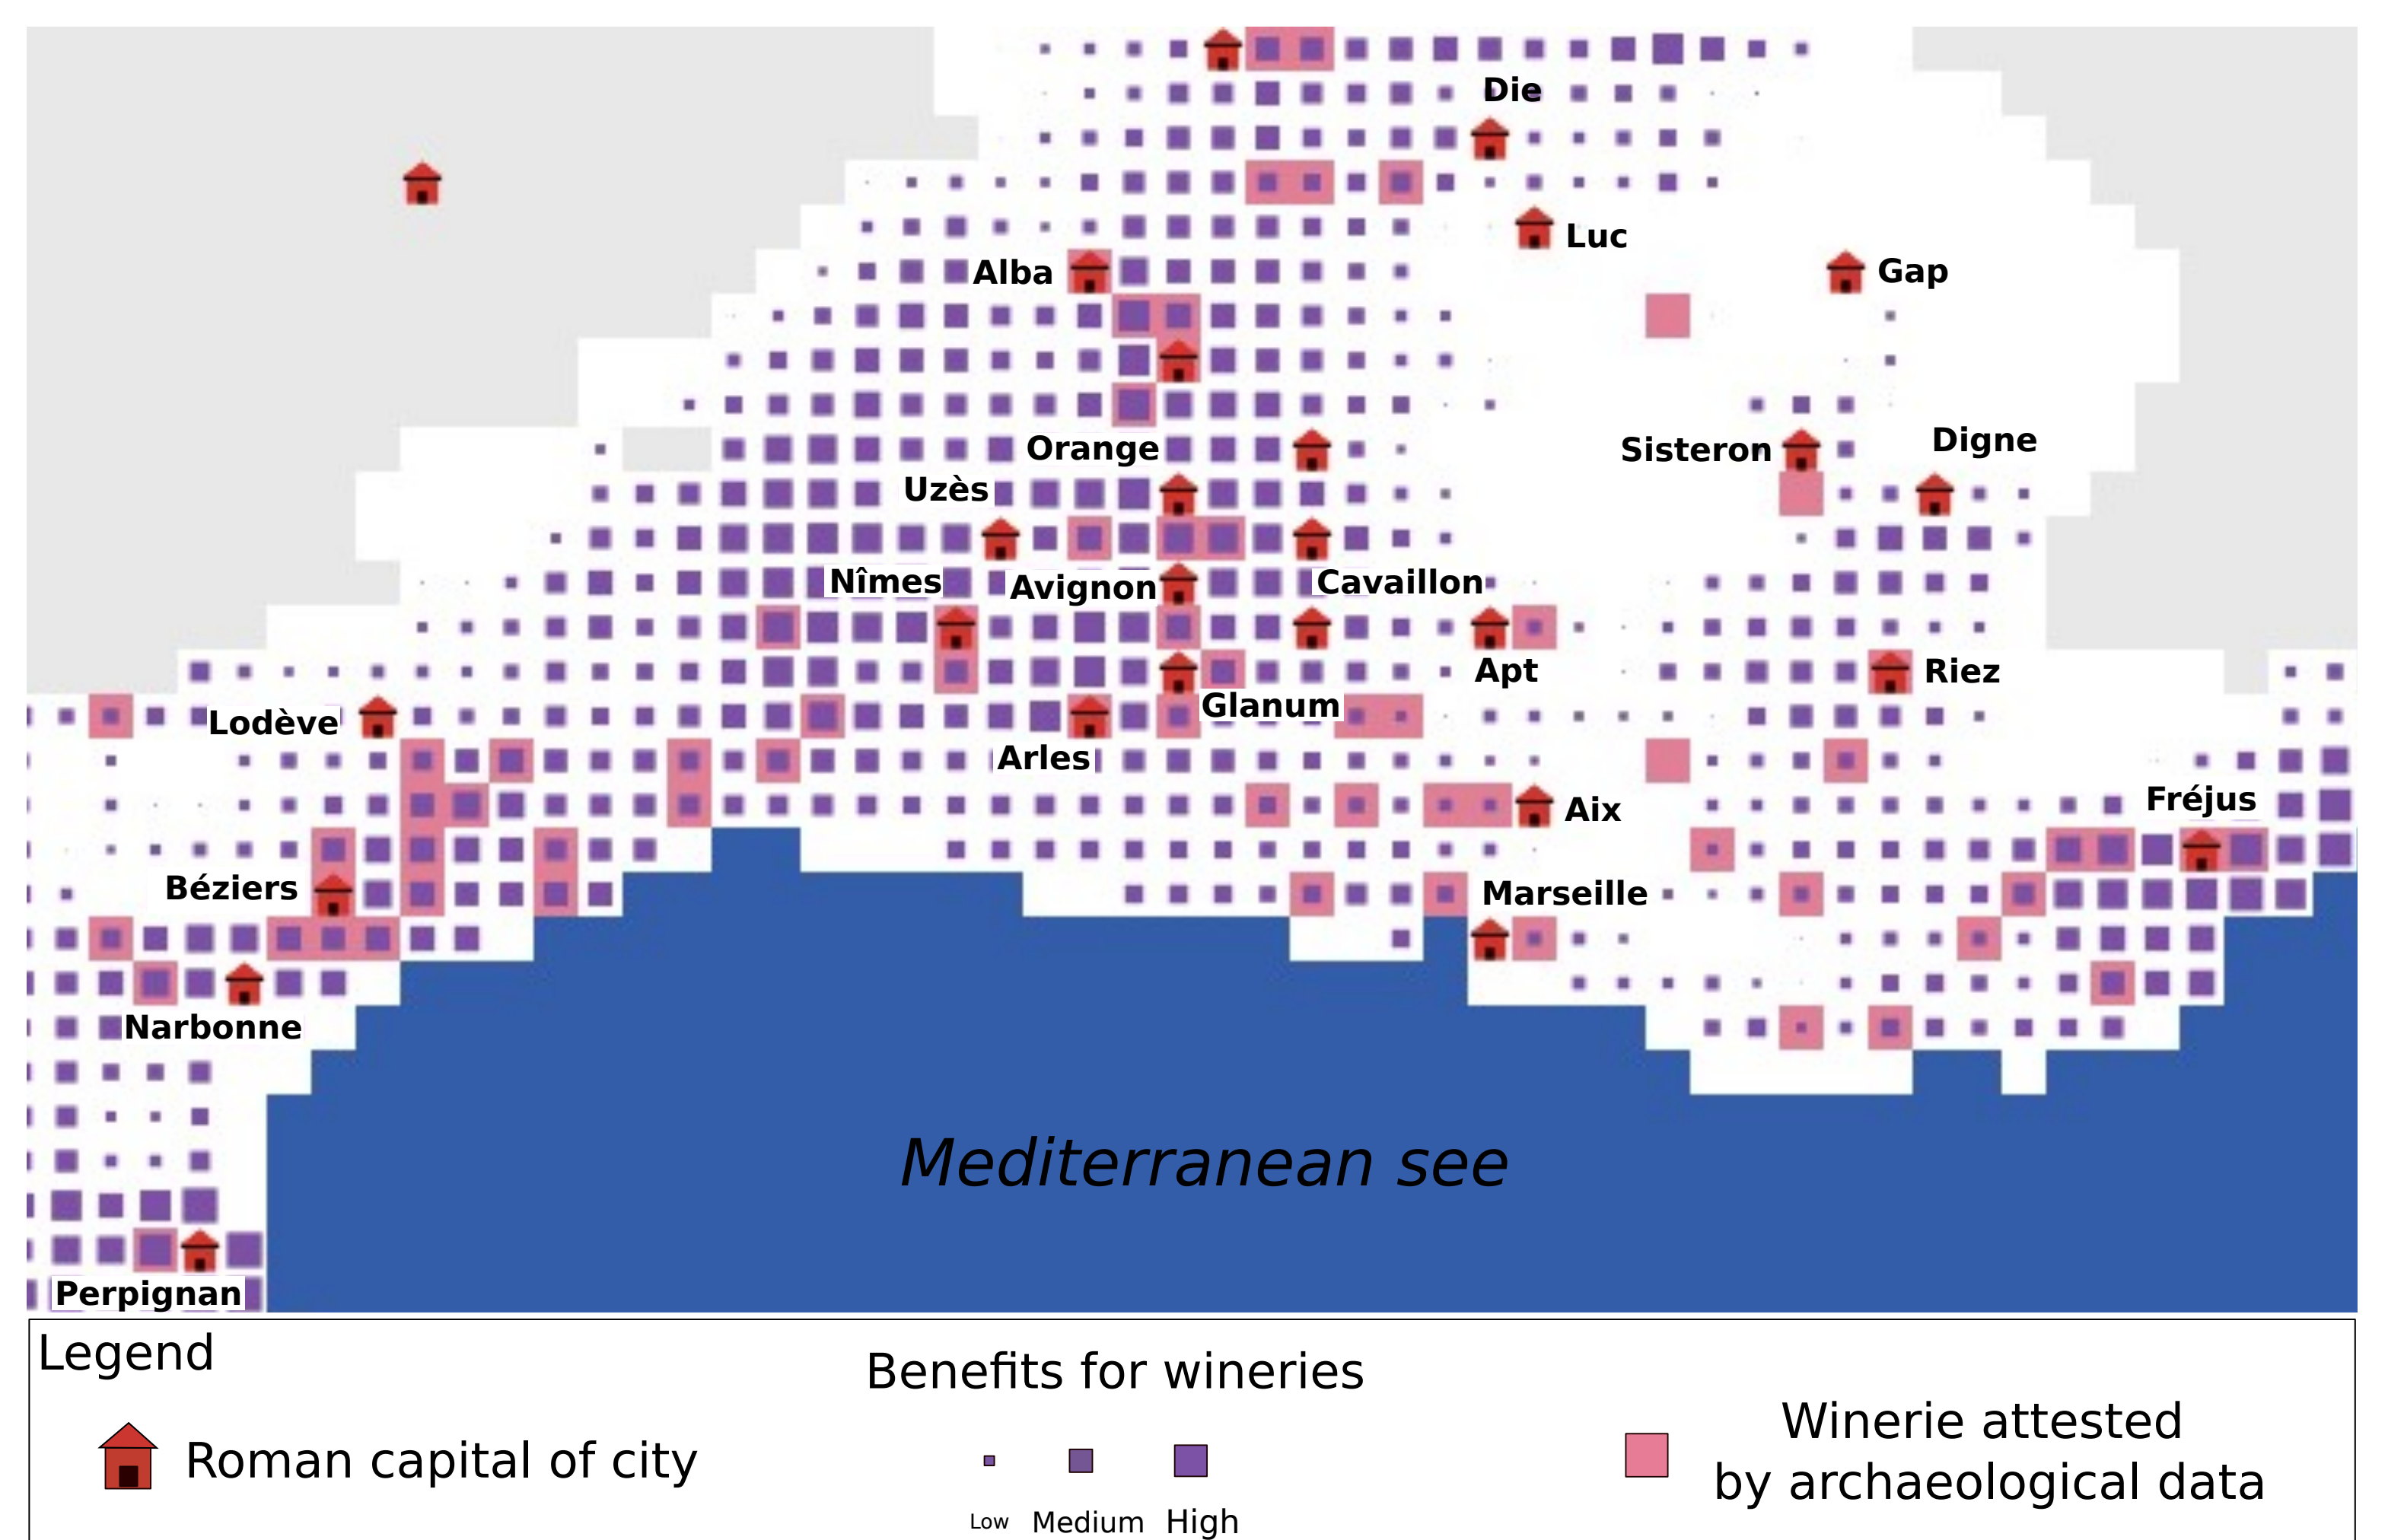 Die
Luc
Alba
Gap
Orange
Sisteron
Digne
Uzès
Nîmes
Avignon
Cavaillon
Apt
Riez
Lodève
Glanum
Arles
Aix
Fréjus
Béziers
Marseille
Narbonne
Mediterranean see
Perpignan
Legend
Roman capital of city
Benefits for wineries
Low Medium High
Winerie attested
by archaeological data